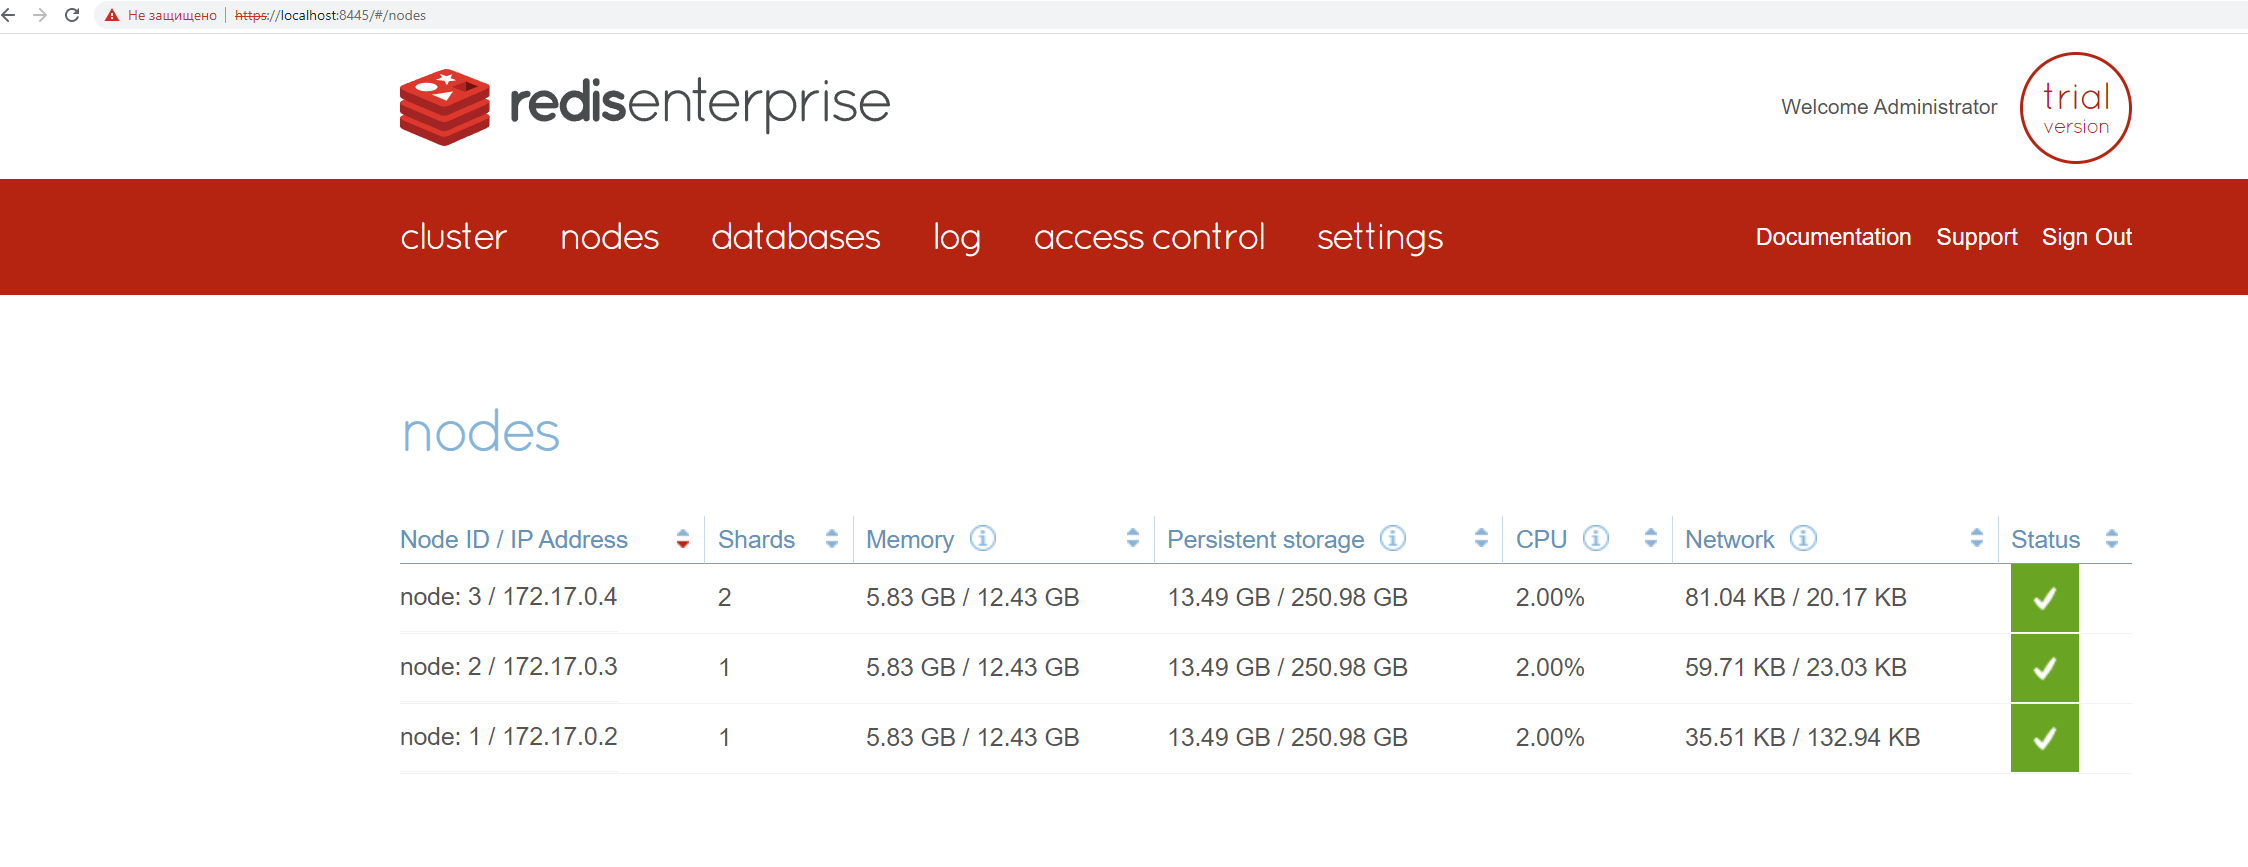 Не защищено https://localhost:8445/#/nodes
redisenterprise
Welcome Administrator
trial
version
cluster nodes databases log access control settings Documentation Support Sign Out
nodes
Node ID / IP Address Shards Memory Persistent storage CPU Network Status
node: 3 / 172.17.0.4 2 5.83 GB / 12.43 GB 13.49 GB / 250.98 GB 2.00% 81.04 KB / 20.17 KB
node: 2 / 172.17.0.3 1 5.83 GB / 12.43 GB 13.49 GB / 250.98 GB 2.00% 59.71 KB / 23.03 KB
node: 1 / 172.17.0.2 1 5.83 GB / 12.43 GB 13.49 GB / 250.98 GB 2.00% 35.51 KB / 132.94 KB